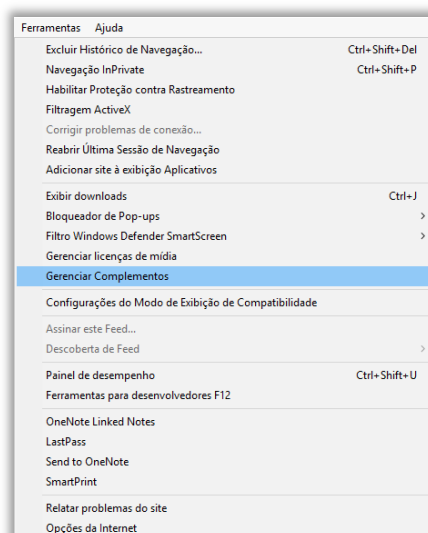 Ferramentas Ajuda
Excluir Histórico de Navegação... Ctrl+Shift+Del
Navegação InPrivate Ctrl+Shift+P
Habilitar Proteção contra Rastreamento
Filtragem ActiveX
Corrigir problemas de conexão...
Reabrir Última Sessão de Navegação
Adicionar site à exibição Aplicativos
Exibir downloads Ctrl+J
Bloqueador de Pop-ups
Filtro Windows Defender SmartScreen
Gerenciar licenças de mídia
Gerenciar Complementos
Configurações do Modo de Exibição de Compatibilidade
Assinar este Feed...
Descoberta de Feed
Painel de desempenho Ctrl+Shift+U
Ferramentas para desenvolvedores F12
OneNote Linked Notes
LastPass
Send to OneNote
SmartPrint
Relatar problemas do site
Opções da Internet